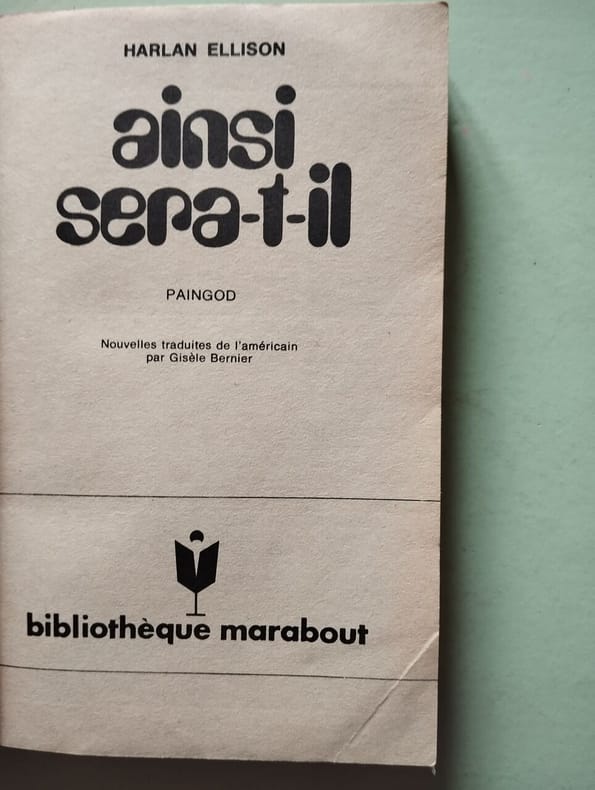 HARLAN ELLISON
ainsi
sera-t-il
PAINGOD
Nouvelles traduites de l'américain
par Gisèle Bernier
bibliothèque marabout